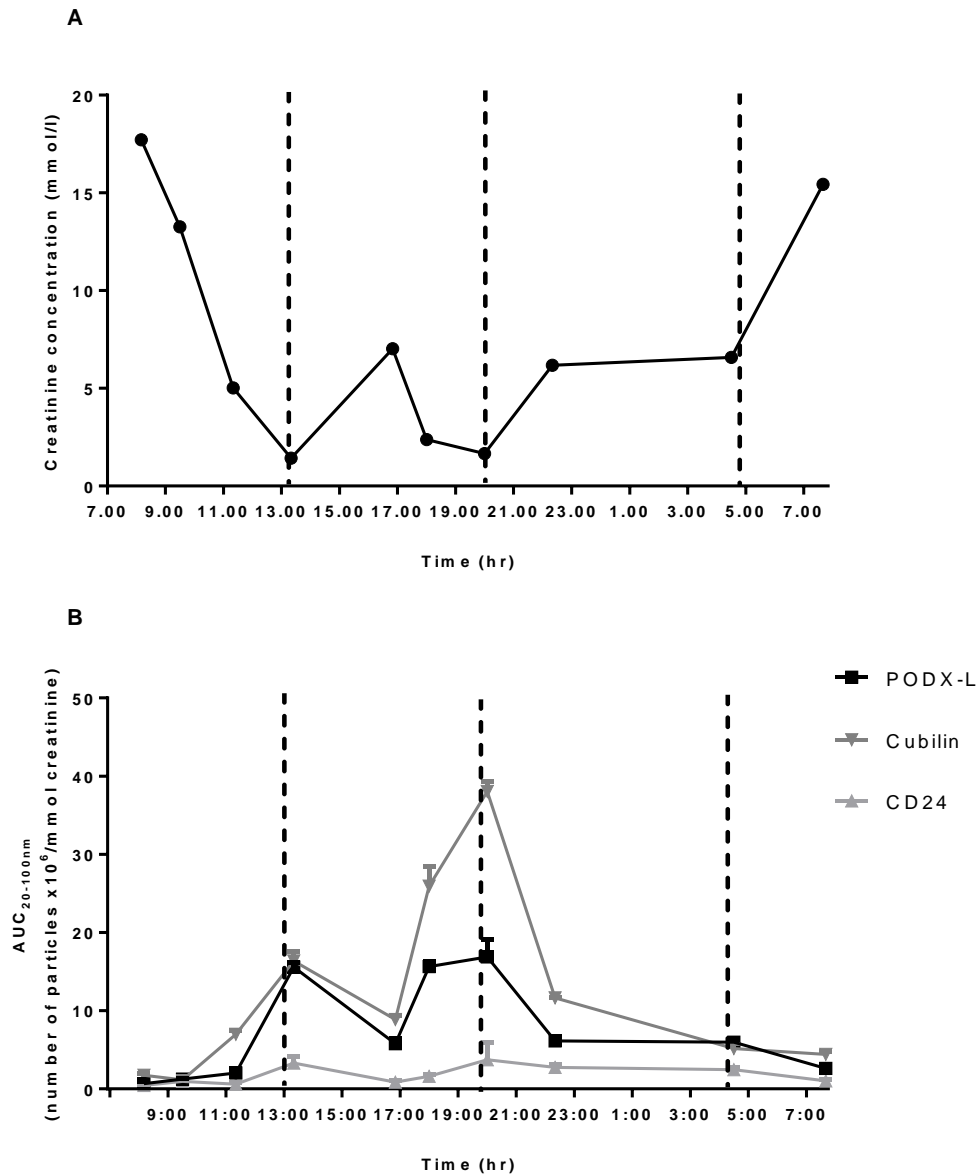 A
Creatinine concentration (mmol/l)
20
15
10
5
0
7.00 9.00 11.00 13.00 15.00 17.00 19.00 21.00 23.00 1.00 3.00 5.00 7.00
Time (hr)
B
AUC20-100nm
(number of particles x10^6/mmol creatinine)
50
40
30
20
10
0
9:00 11:00 13:00 15:00 17:00 19:00 21:00 23:00 1:00 3:00 5:00 7:00
Time (hr)
PODX-L
Cubilin
CD24